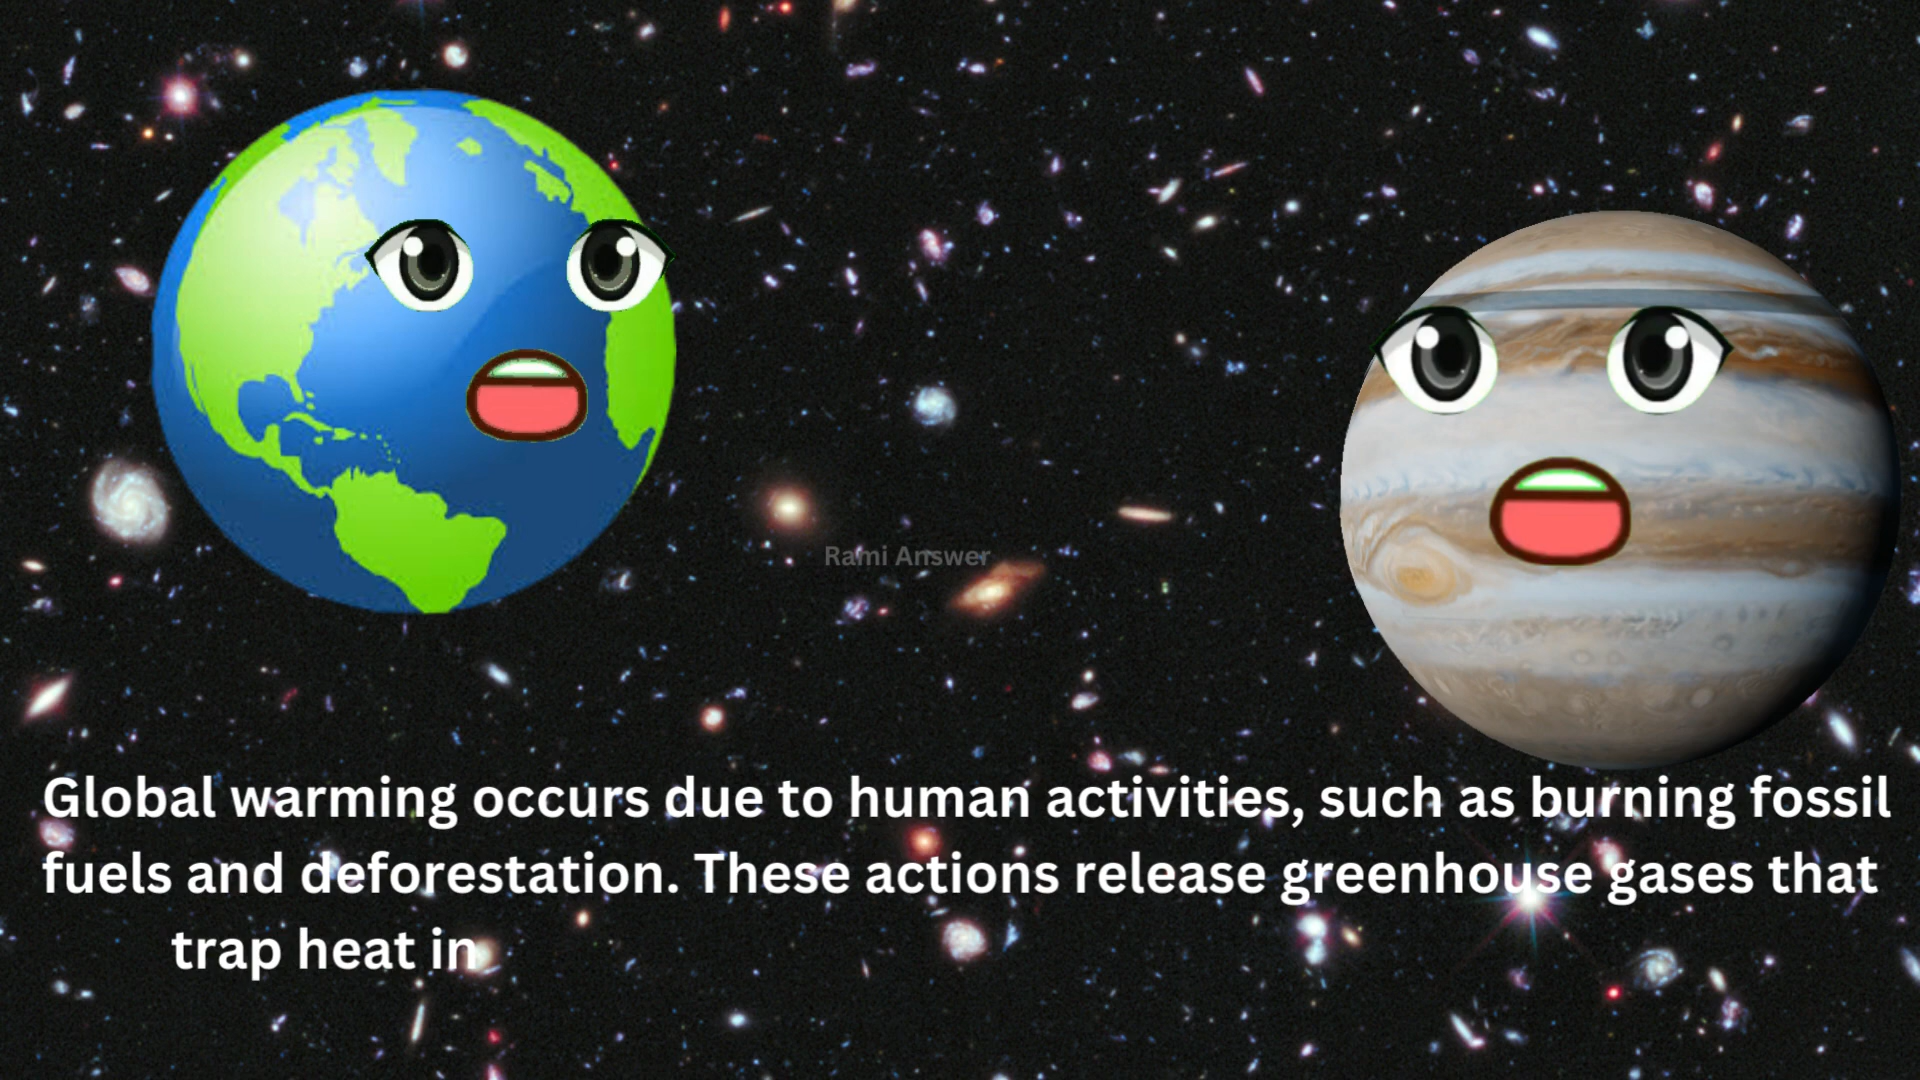 Rami Answer
Global warming occurs due to human activities, such as burning fossil
fuels and deforestation. These actions release greenhouse gases that
trap heat in